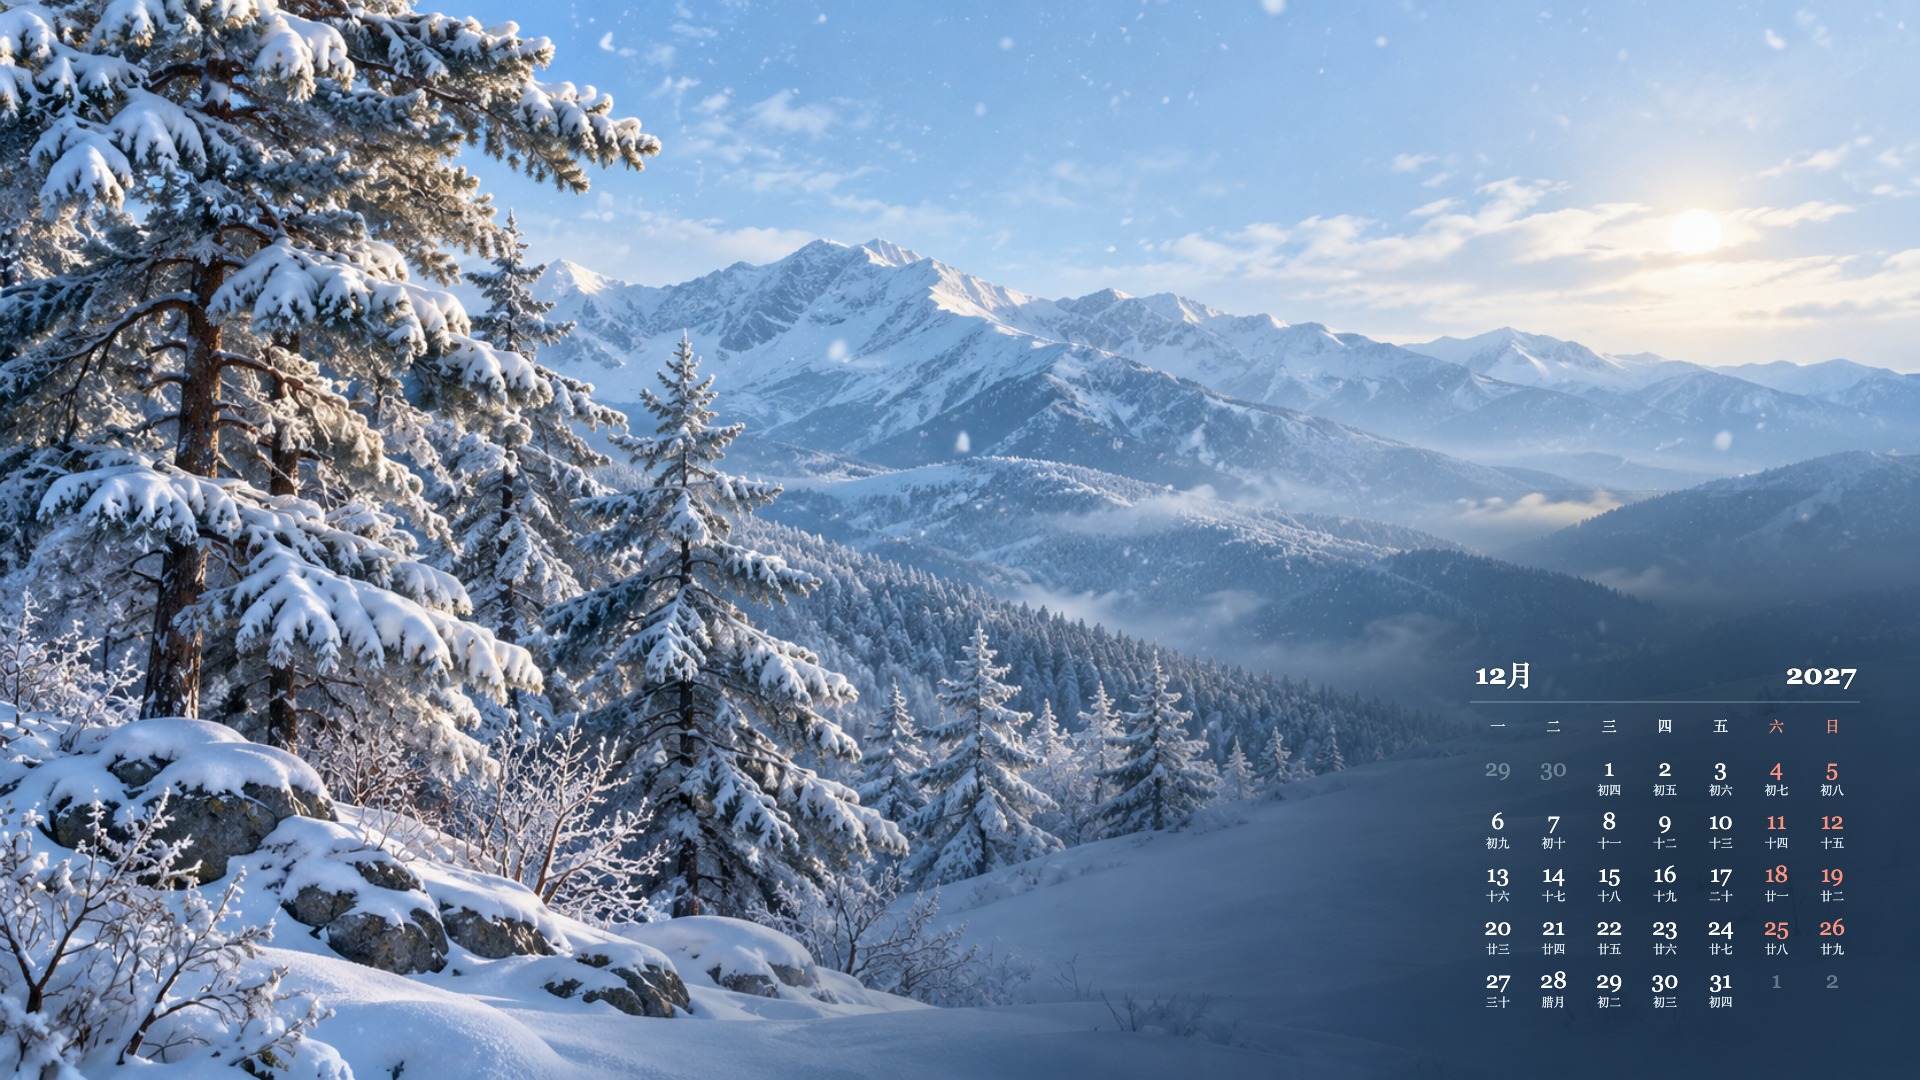 12月 2027
一 二 三 四 五 六 日
29 30 1 2 3 4 5
初四 初五 初六 初七 初八
6 7 8 9 10 11 12
初九 初十 十一 十二 十三 十四 十五
13 14 15 16 17 18 19
十六 十七 十八 十九 二十 廿一 廿二
20 21 22 23 24 25 26
廿三 廿四 廿五 廿六 廿七 廿八 廿九
27 28 29 30 31 1 2
三十 腊月 初二 初三 初四